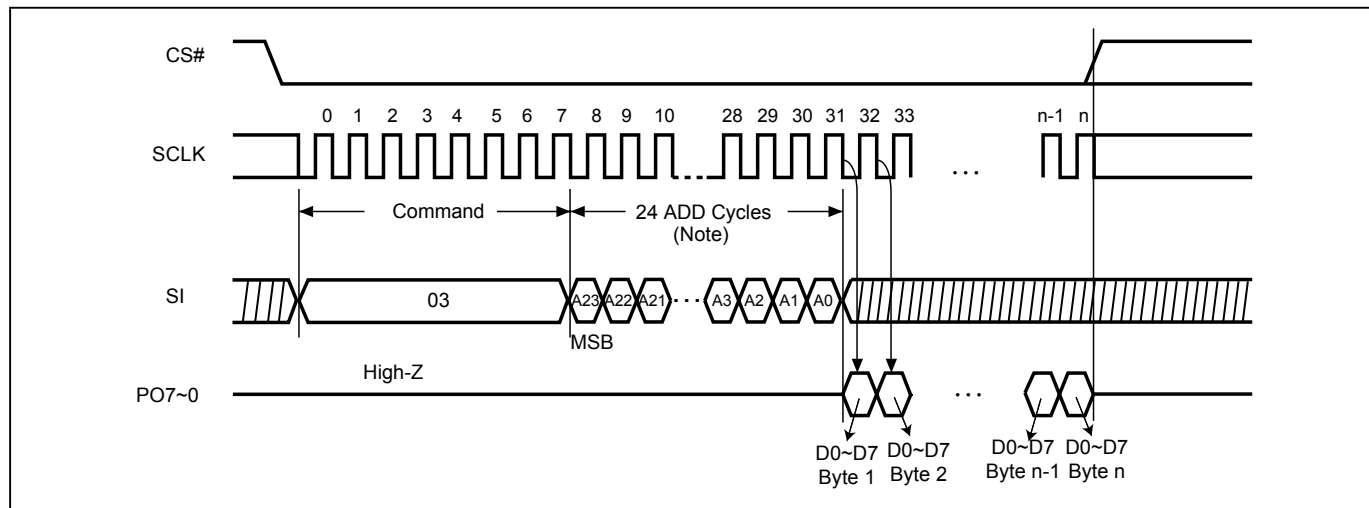 CS#
0 1 2 3 4 5 6 7 8 9 10 28 29 30 31 32 33 n-1 n
SCLK
...
Command
24 ADD Cycles
(Note)
SI
03
A23 A22 A21 A3 A2 A1 A0
MSB
High-Z
PO7~0
...
D0~D7 D0~D7 D0~D7 D0~D7
Byte 1 Byte 2 Byte n-1 Byte n